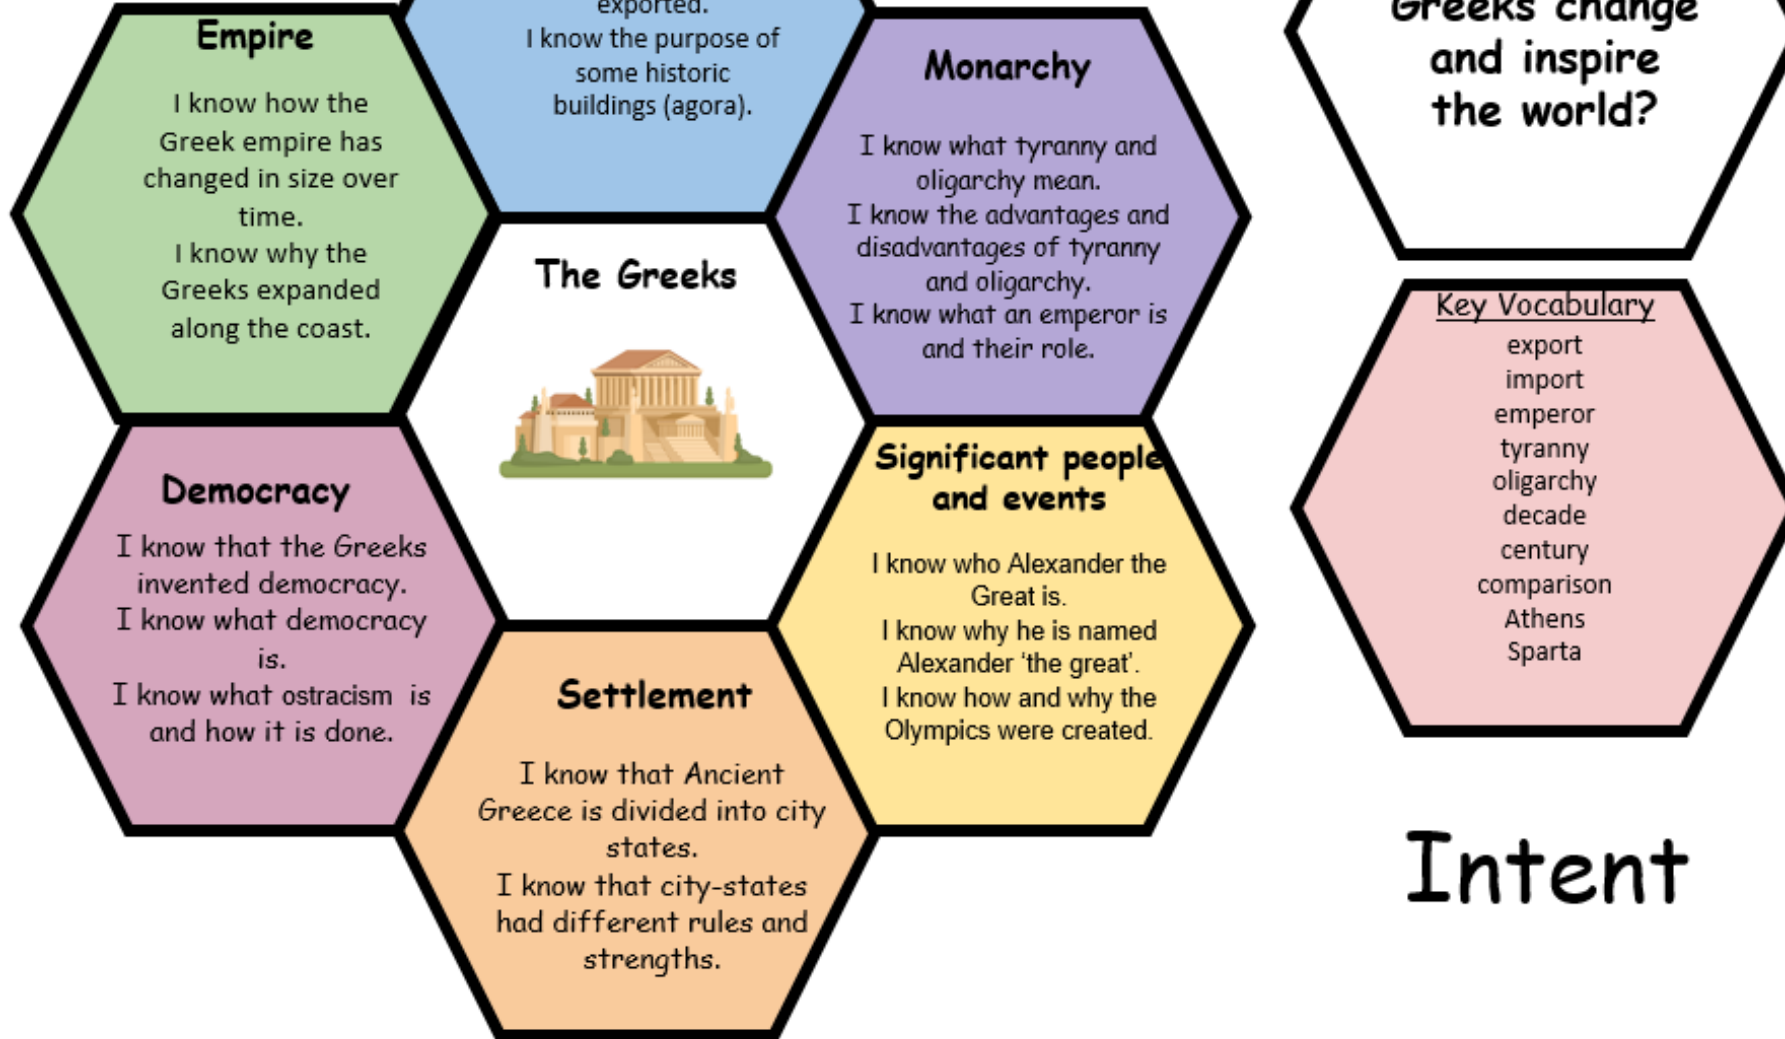 exported.
I know the purpose of
some historic
buildings (agora).
Empire
I know how the
Greek empire has
changed in size over
time.
I know why the
Greeks expanded
along the coast.
Monarchy
I know what tyranny and
oligarchy mean.
I know the advantages and
disadvantages of tyranny
and oligarchy.
I know what an emperor is
and their role.
The Greeks
Democracy
I know that the Greeks
invented democracy.
I know what democracy
is.
I know what ostracism is
and how it is done.
Significant people
and events
I know who Alexander the
Great is.
I know why he is named
Alexander ‘the great’.
I know how and why the
Olympics were created.
Settlement
I know that Ancient
Greece is divided into city
states.
I know that city-states
had different rules and
strengths.
Greeks change
and inspire
the world?
Key Vocabulary
export
import
emperor
tyranny
oligarchy
decade
century
comparison
Athens
Sparta
Intent